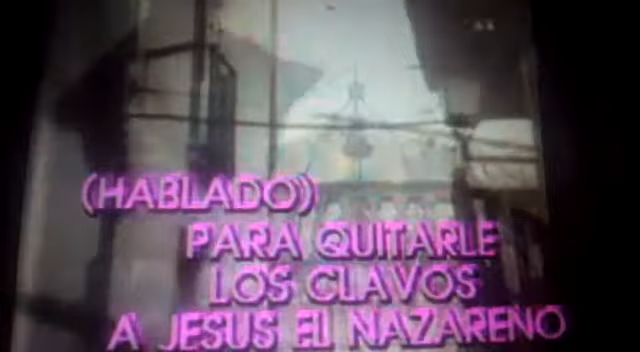 (HABLADO)
PARA QUITARLE
LOS CLAVOS
A JESUS EL NAZARENO